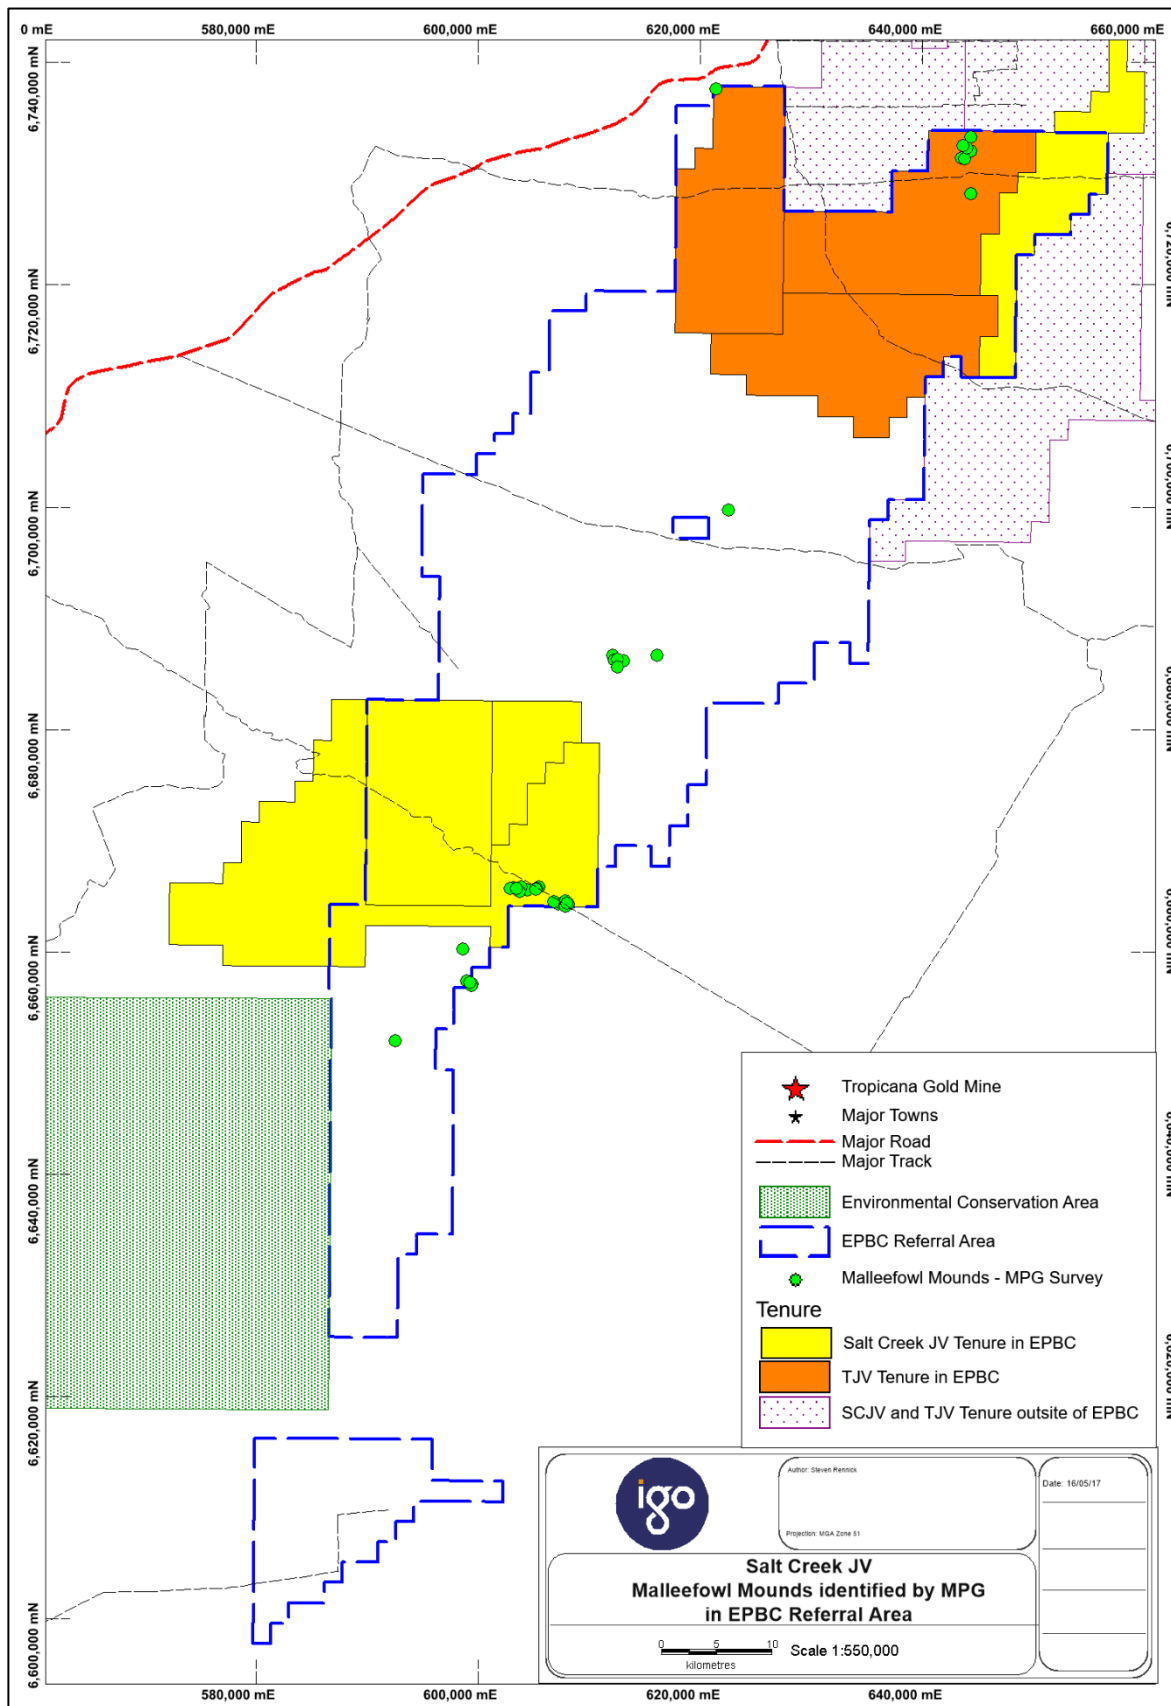 0 mE 580,000 mE 600,000 mE 620,000 mE 640,000 mE 660,000 mE
6,740,000 mN
6,720,000 mN
6,700,000 mN
6,680,000 mN
6,660,000 mN
6,640,000 mN
6,620,000 mN
6,600,000 mN
Tropicana Gold Mine
Major Towns
Major Road
Major Track
Environmental Conservation Area
EPBC Referral Area
Malleefowl Mounds - MPG Survey
Tenure
Salt Creek JV Tenure in EPBC
TJV Tenure in EPBC
SCJV and TJV Tenure outsite of EPBC
igo
Author: Steven Rennick
Projection: MGA Zone 51
Date: 16/05/17
Salt Creek JV
Malleefowl Mounds identified by MPG
in EPBC Referral Area
0 5 10 Scale 1:550,000
kilometres
580,000 mE 600,000 mE 620,000 mE 640,000 mE